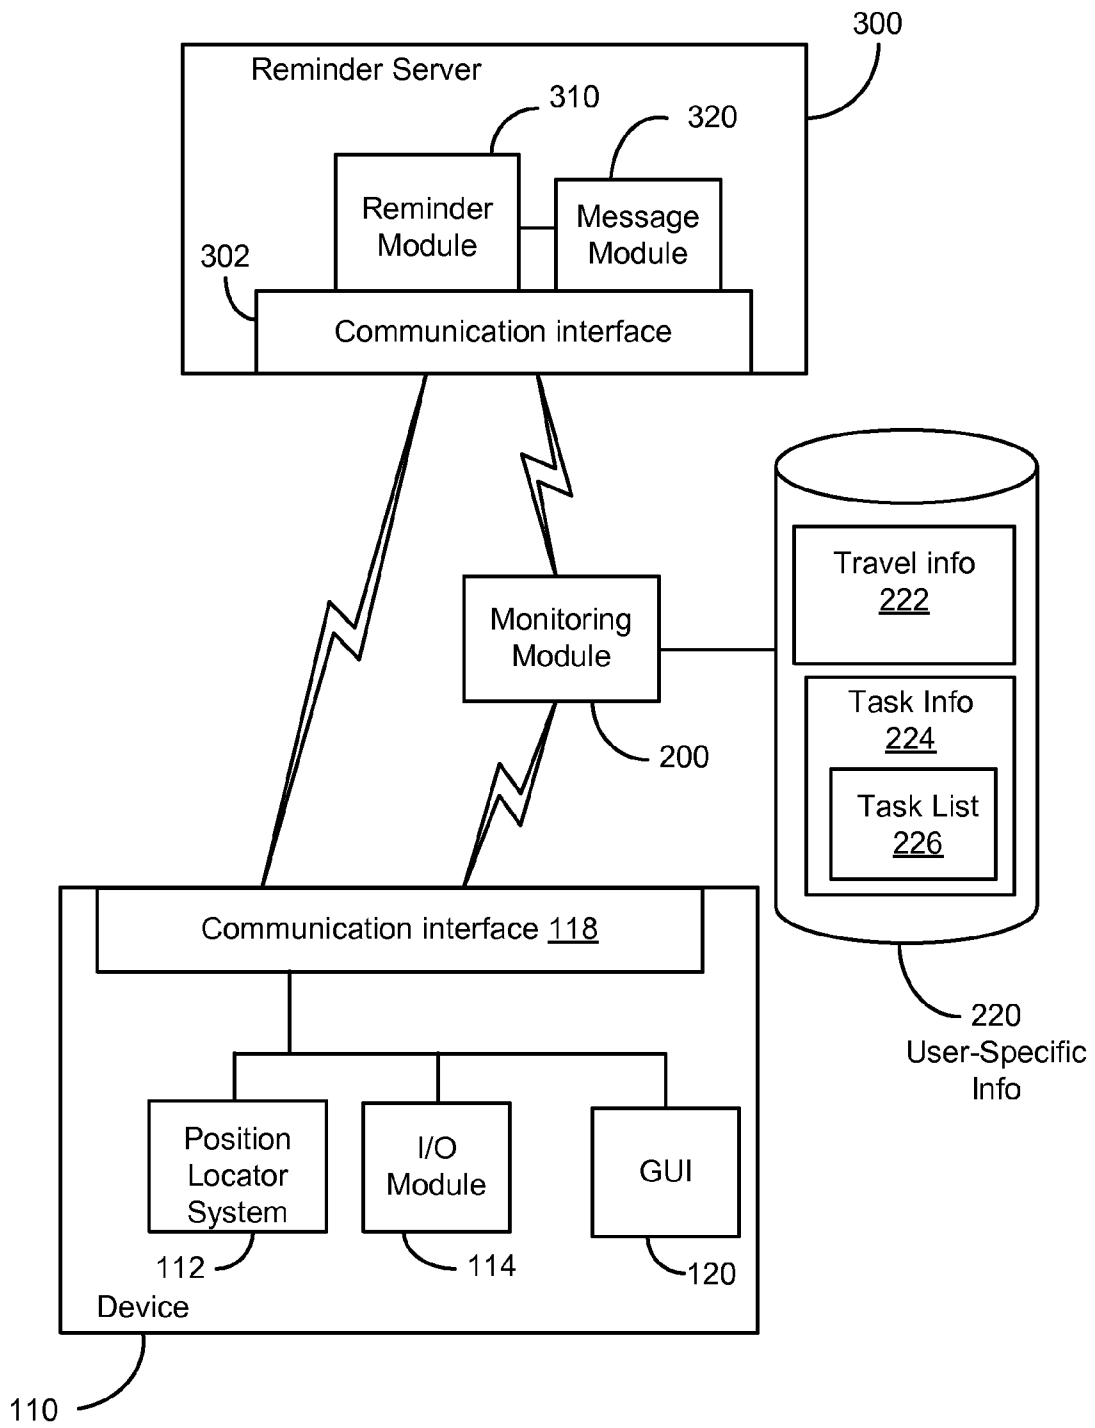 300
Reminder Server
310
320
Reminder
Module
Message
Module
302
Communication interface
Travel info
222
Monitoring
Module
Task Info
224
200
Task List
226
Communication interface 118
220
User-Specific
Info
Position
Locator
System
I/O
Module
GUI
112
114
120
Device
110